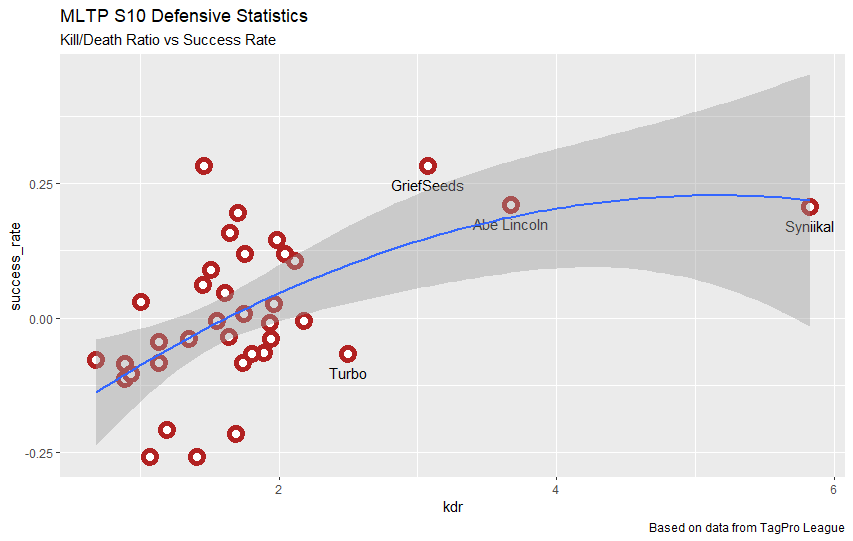 MLTP S10 Defensive Statistics
Kill/Death Ratio vs Success Rate
success_rate
0.25
0.00
-0.25
GriefSeeds
Abe Lincoln
Syniikal
Turbo
2
4
6
kdr
Based on data from TagPro League